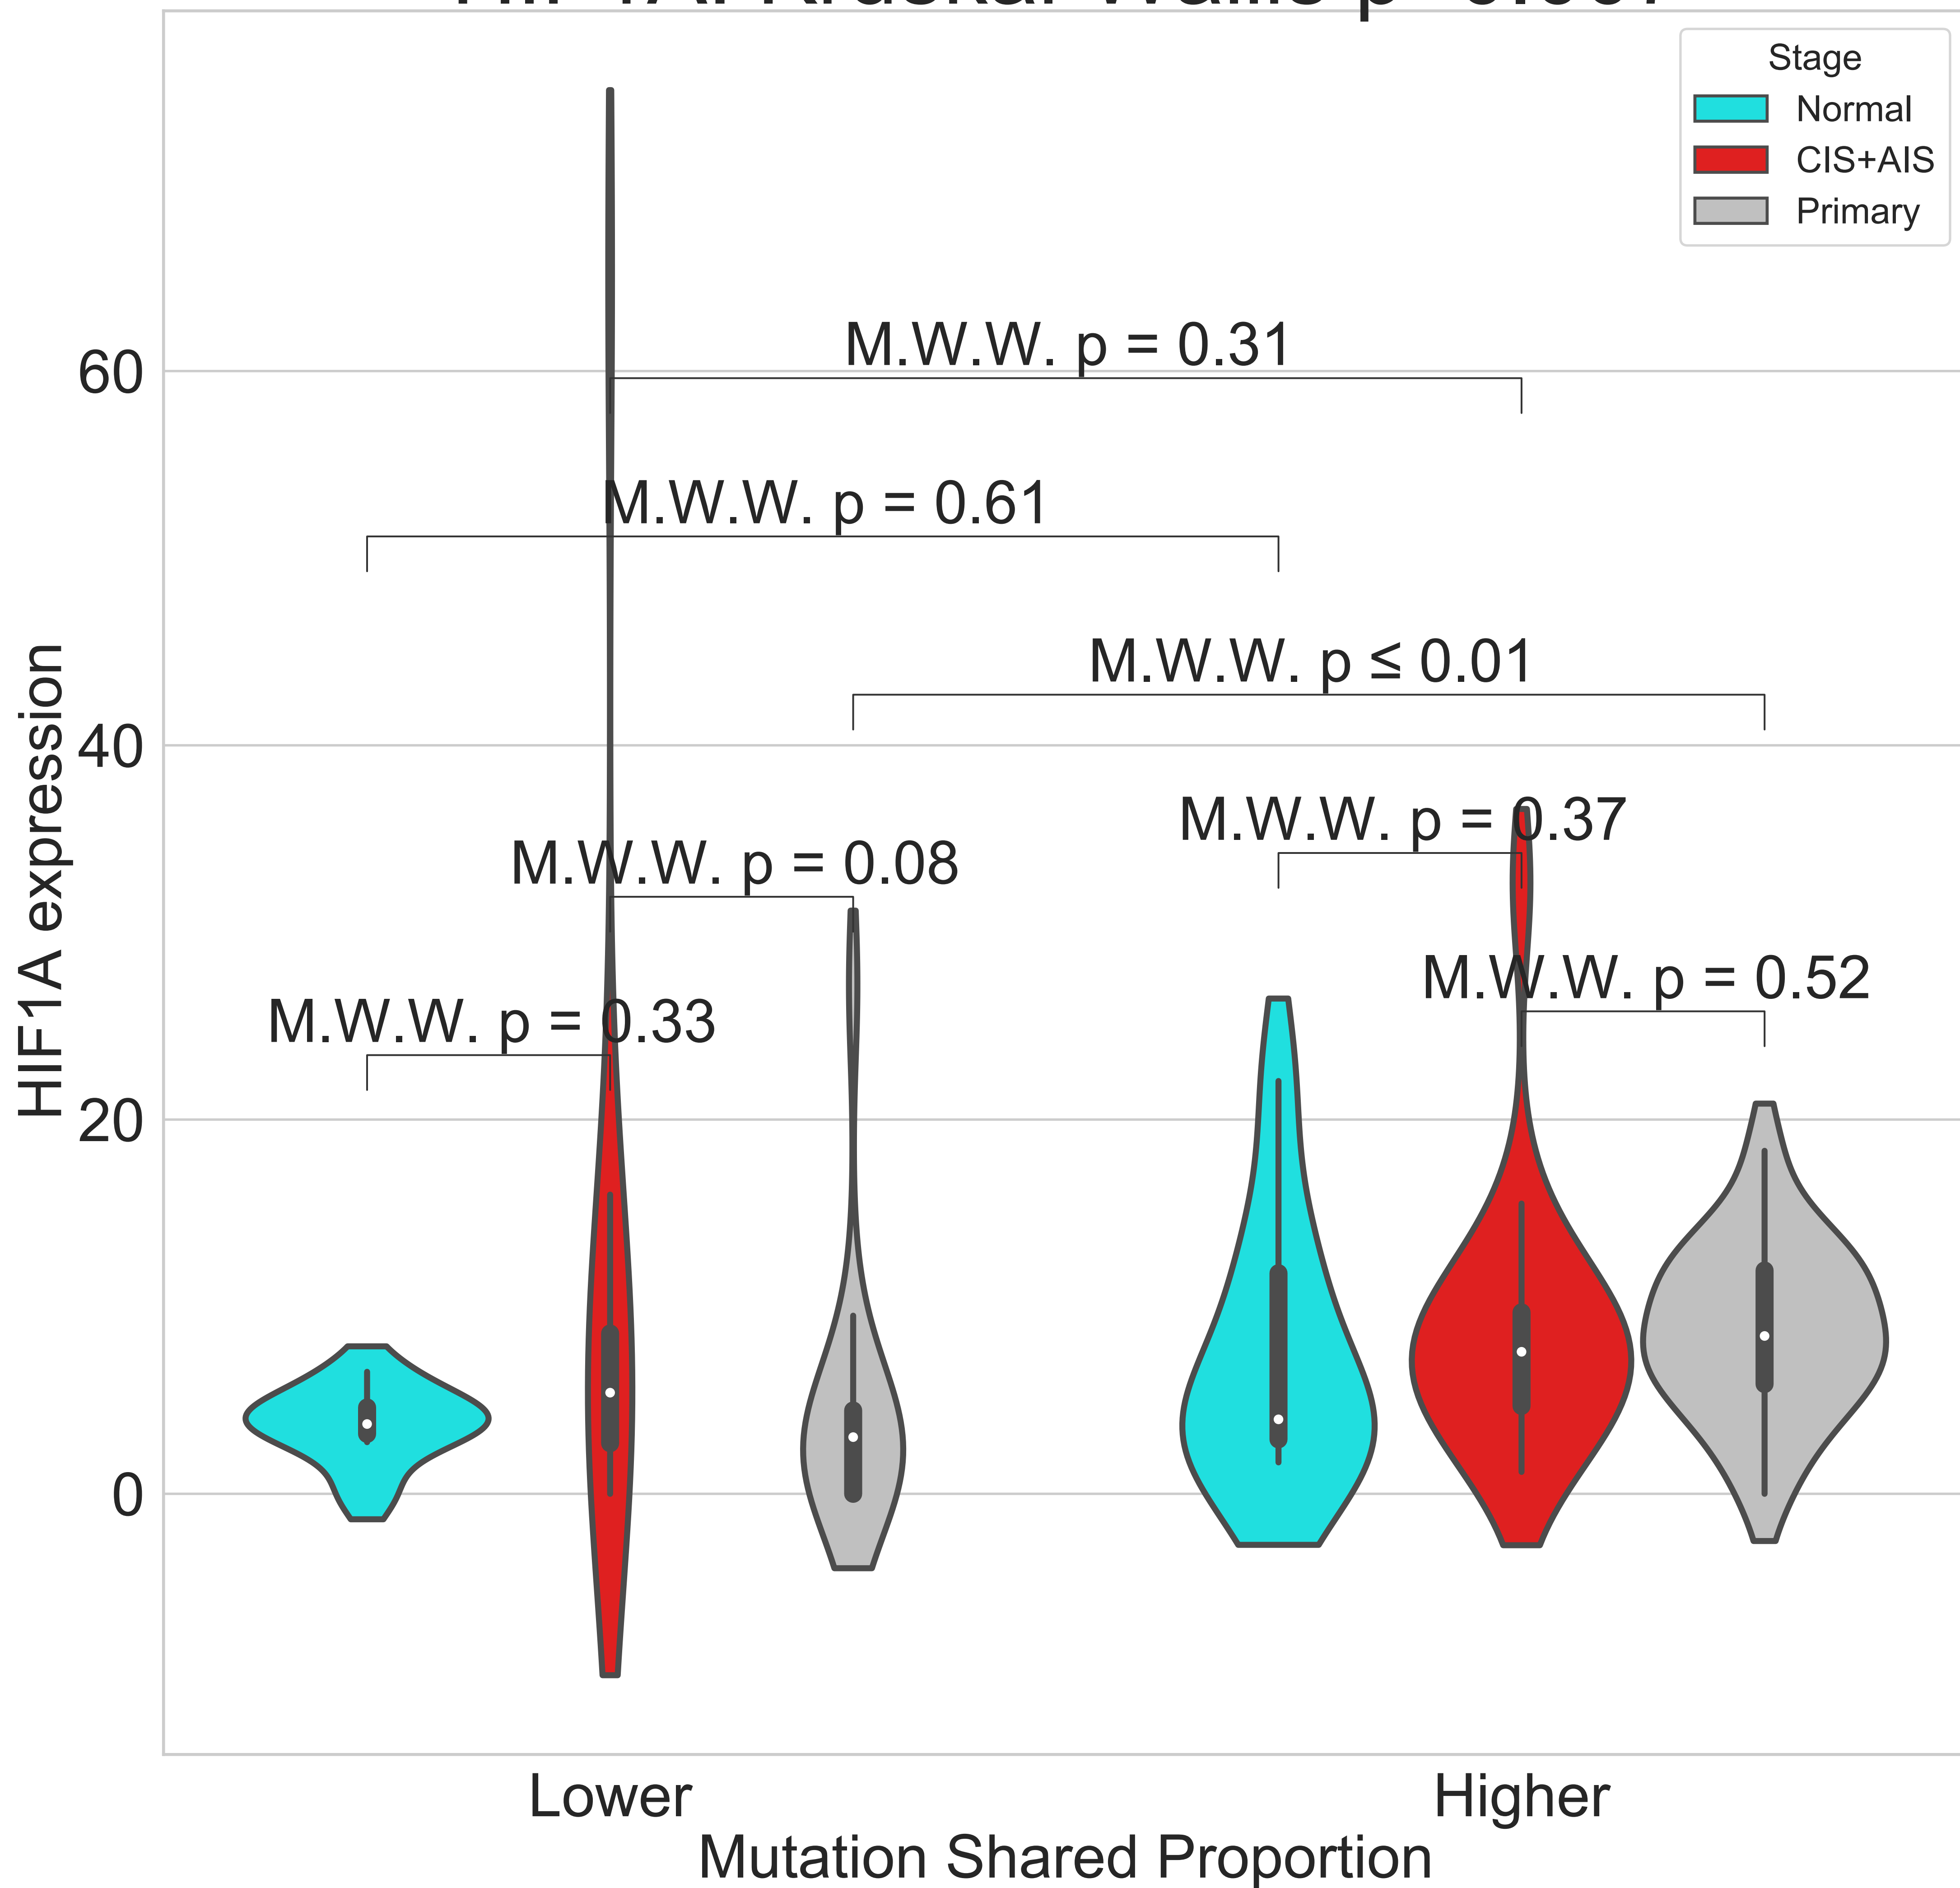 Stage
Normal
CIS+AIS
Primary
M.W.W. p = 0.31
60
M.W.W. p = 0.61
M.W.W. p ≤ 0.01
40
M.W.W. p = 0.37
M.W.W. p = 0.08
M.W.W. p = 0.52
M.W.W. p = 0.33
20
0
HIF1A expression
Lower
Higher
Mutation Shared Proportion